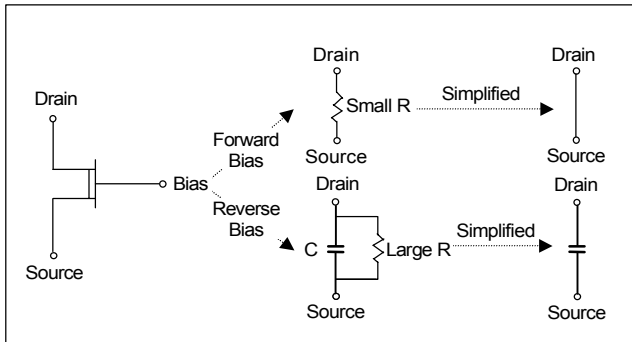 Drain
Source
Bias
Forward
Bias
Reverse
Bias
Drain
Small R
Source
Simplified
Drain
Source
Drain
C
Large R
Source
Simplified
Drain
Source